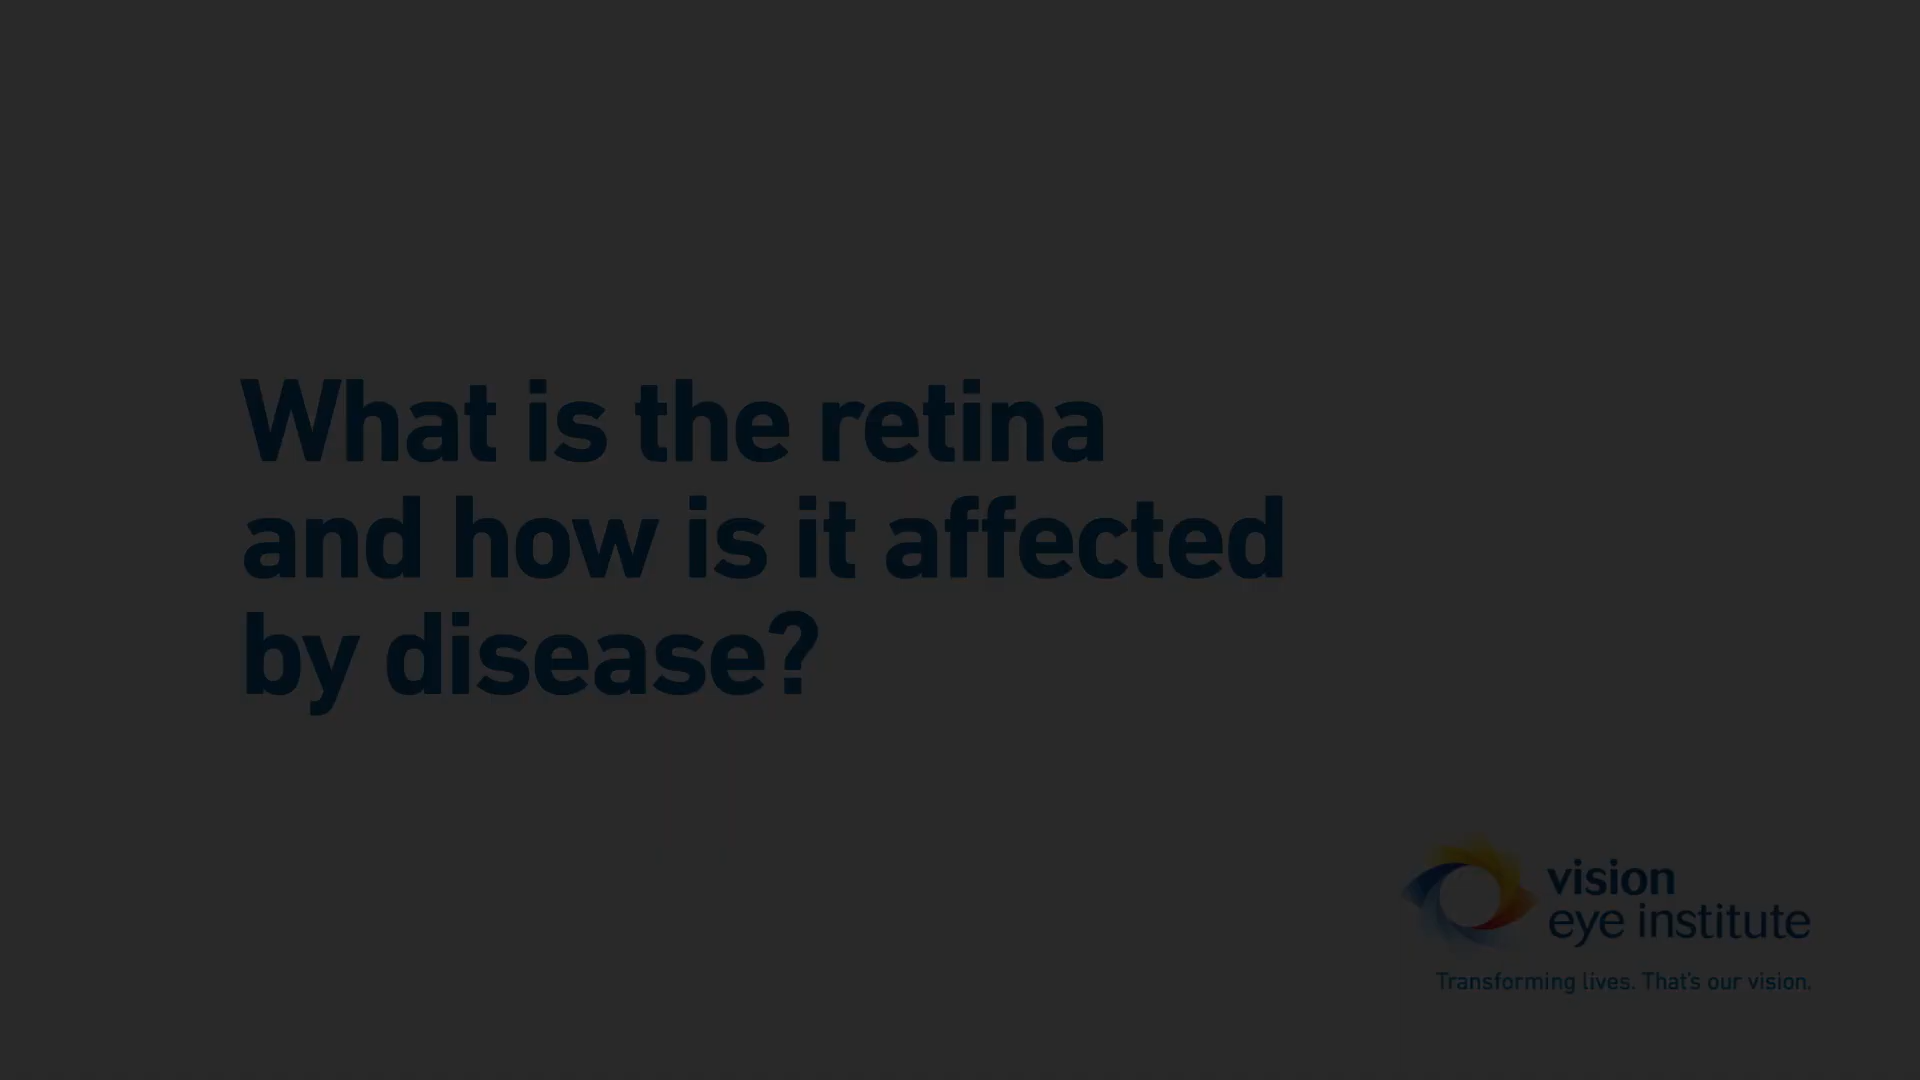 What is the retina
and how is it affected
by disease?
vision
eye institute
Transforming lives. That's our vision.